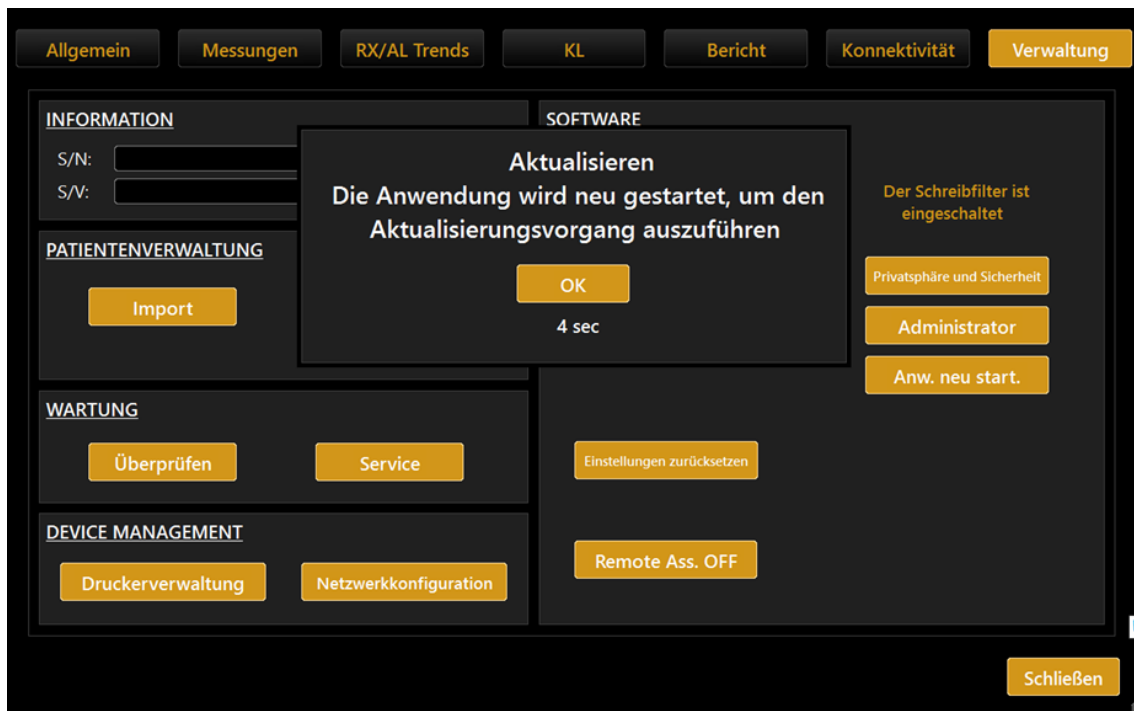 Allgemein
Messungen
RX/AL Trends
KL
Bericht
Konnektivität
Verwaltung
INFORMATION
S/N:
S/V:
PATIENTENVERWALTUNG
Import
WARTUNG
Überprüfen
Service
DEVICE MANAGEMENT
Druckerverwaltung
Netzwerkkonfiguration
SOFTWARE
Aktualisieren
Die Anwendung wird neu gestartet, um den
Aktualisierungsvorgang auszuführen
OK
4 sec
Der Schreibfilter ist
eingeschaltet
Privatsphäre und Sicherheit
Administrator
Anw. neu start.
Einstellungen zurücksetzen
Remote Ass. OFF
Schließen